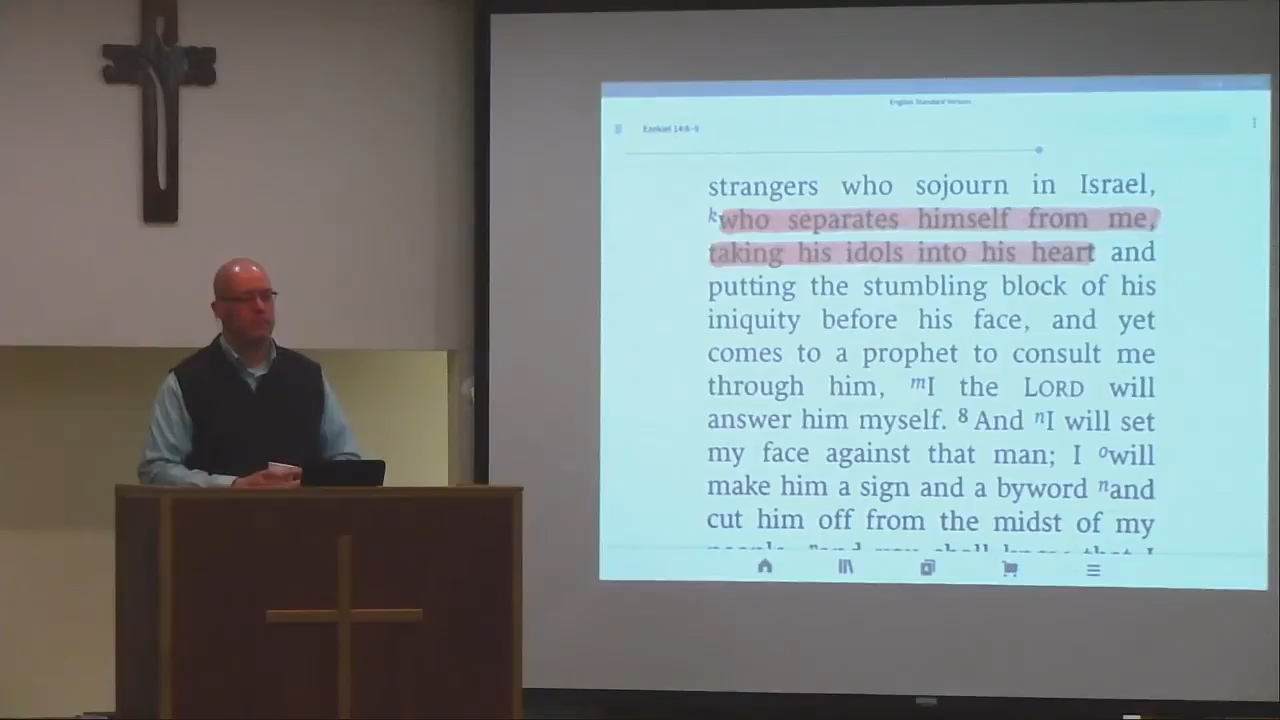 English Standard Version
Ezekiel 14:6-9
strangers who sojourn in Israel,
kwho separates himself from me,
taking his idols into his heart and
putting the stumbling block of his
iniquity before his face, and yet
comes to a prophet to consult me
through him, mI the LORD will
answer him myself. 8 And nI will set
my face against that man; I owill
make him a sign and a byword nand
cut him off from the midst of my